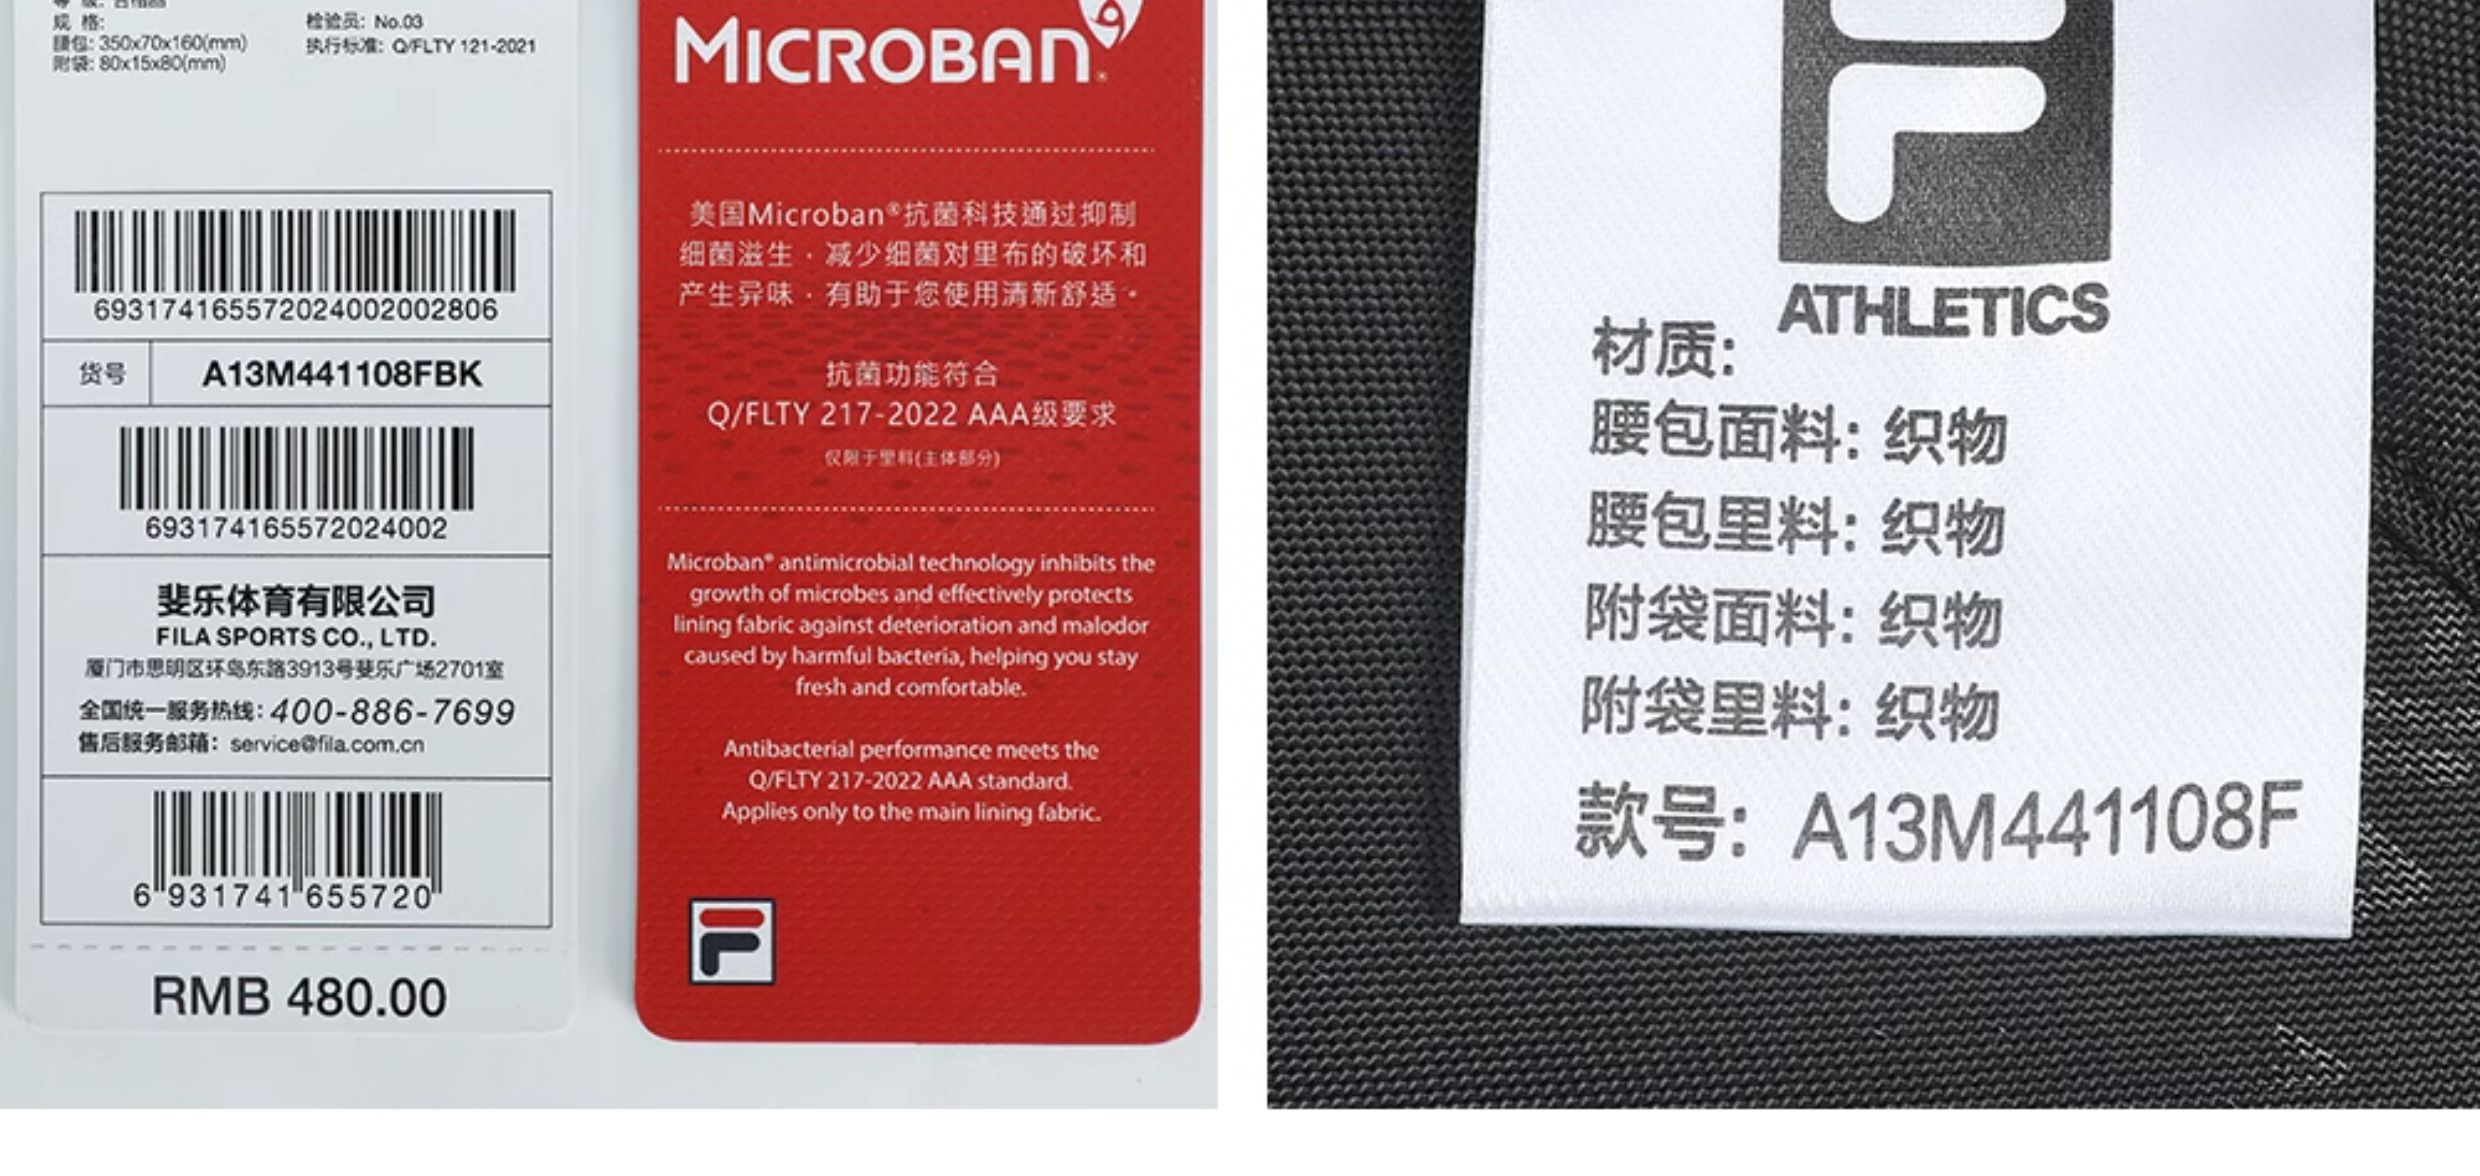 规 格:
腰包: 350x70x160(mm)
附袋: 80x15x80(mm)
检验员: No.03
执行标准: Q/FLTY 121-2021
69317416557202400200​2806
货号 A13M441108FBK
693174165572024002
斐乐体育有限公司
FILA SPORTS CO., LTD.
厦门市思明区环岛东路3913号斐乐广场2701室
全国统一服务热线: 400-886-7699
售后服务邮箱: service@fila.com.cn
6 931741 655720
RMB 480.00
MICROBAN®
美国Microban®抗菌科技通过抑制
细菌滋生，减少细菌对里布的破坏和
产生异味，有助于您使用清新舒适。
抗菌功能符合
Q/FLTY 217-2022 AAA级要求
仅限于里料(主体部分)
Microban® antimicrobial technology inhibits the
growth of microbes and effectively protects
lining fabric against deterioration and malodor
caused by harmful bacteria, helping you stay
fresh and comfortable.
Antibacterial performance meets the
Q/FLTY 217-2022 AAA standard.
Applies only to the main lining fabric.
ATHLETICS
材质:
腰包面料: 织物
腰包里料: 织物
附袋面料: 织物
附袋里料: 织物
款号: A13M441108F